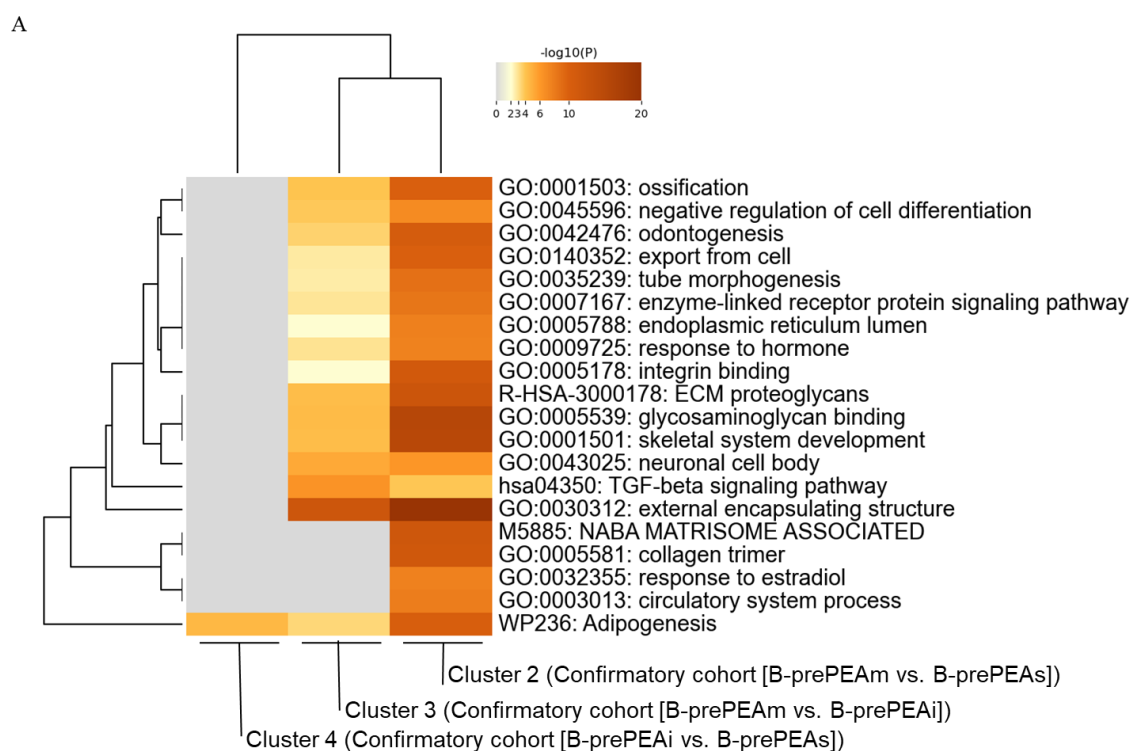 A
-log10(P)
0 2 3 4 6 10 20
GO:0001503: ossification
GO:0045596: negative regulation of cell differentiation
GO:0042476: odontogenesis
GO:0140352: export from cell
GO:0035239: tube morphogenesis
GO:0007167: enzyme-linked receptor protein signaling pathway
GO:0005788: endoplasmic reticulum lumen
GO:0009725: response to hormone
GO:0005178: integrin binding
R-HSA-3000178: ECM proteoglycans
GO:0005539: glycosaminoglycan binding
GO:0001501: skeletal system development
GO:0043025: neuronal cell body
hsa04350: TGF-beta signaling pathway
GO:0030312: external encapsulating structure
M5885: NABA MATRISOME ASSOCIATED
GO:0005581: collagen trimer
GO:0032355: response to estradiol
GO:0003013: circulatory system process
WP236: Adipogenesis
Cluster 2 (Confirmatory cohort [B-prePEAm vs. B-prePEAs])
Cluster 3 (Confirmatory cohort [B-prePEAm vs. B-prePEAi])
Cluster 4 (Confirmatory cohort [B-prePEAi vs. B-prePEAs])